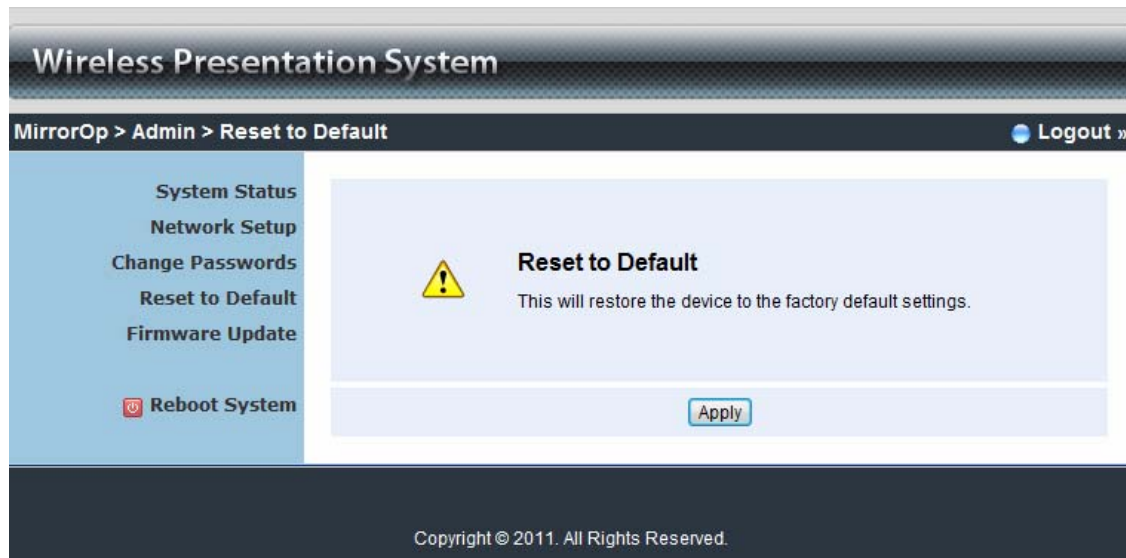 Wireless Presentation System
MirrorOp > Admin > Reset to Default
Logout »
System Status
Network Setup
Change Passwords
Reset to Default
Firmware Update
Reboot System
Reset to Default
This will restore the device to the factory default settings.
Apply
Copyright © 2011. All Rights Reserved.